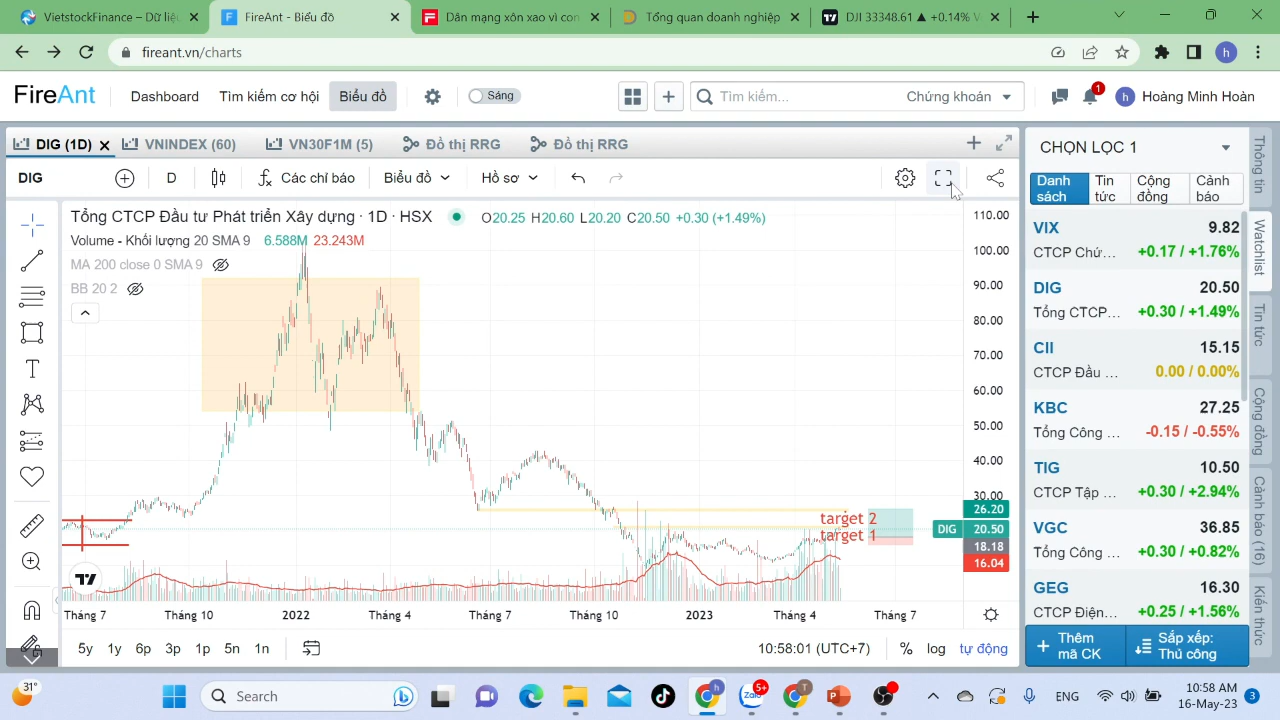 VietstockFinance – Dữ liệu
FireAnt - Biểu đồ
Dân mạng xôn xao vì con
Tổng quan doanh nghiệp
DJI 33348.61 ▲ +0.14%
fireant.vn/charts
h
FireAnt
Dashboard
Tìm kiếm cơ hội
Biểu đồ
Sáng
Tìm kiếm...
Chứng khoán
1
h
Hoàng Minh Hoàn
DIG (1D)
VNINDEX (60)
VN30F1M (5)
Đồ thị RRG
Đồ thị RRG
CHỌN LỌC 1
DIG
D
Các chỉ báo
Biểu đồ
Hồ sơ
Danh sách
Tin tức
Cộng đồng
Cảnh báo
Tổng CTCP Đầu tư Phát triển Xây dựng · 1D · HSX
O20.25 H20.60 L20.20 C20.50 +0.30 (+1.49%)
Volume - Khối lượng 20 SMA 9 6.588M 23.243M
MA 200 close 0 SMA 9
BB 20 2
110.00
100.00
90.00
80.00
70.00
60.00
50.00
40.00
30.00
26.20
DIG 20.50
18.18
16.04
target 2
target 1
Tháng 7
Tháng 10
2022
Tháng 4
Tháng 7
Tháng 10
2023
Tháng 4
Tháng 7
5y 1y 6p 3p 1p 5n 1n
10:58:01 (UTC+7)
% log tự động
VIX 9.82
CTCP Chứ... +0.17 / +1.76%
DIG 20.50
Tổng CTCP... +0.30 / +1.49%
CII 15.15
CTCP Đầu ... 0.00 / 0.00%
KBC 27.25
Tổng Công ... -0.15 / -0.55%
TIG 10.50
CTCP Tập ... +0.30 / +2.94%
VGC 36.85
Tổng Công ... +0.30 / +0.82%
GEG 16.30
CTCP Điện... +0.25 / +1.56%
Thêm mã CK
Sắp xếp: Thủ công
Thông tin
Watchlist
Tin tức
Cộng đồng
Cảnh báo (16)
Kiến thức
31°
Search
5+
ENG
10:58 AM
16-May-23
3